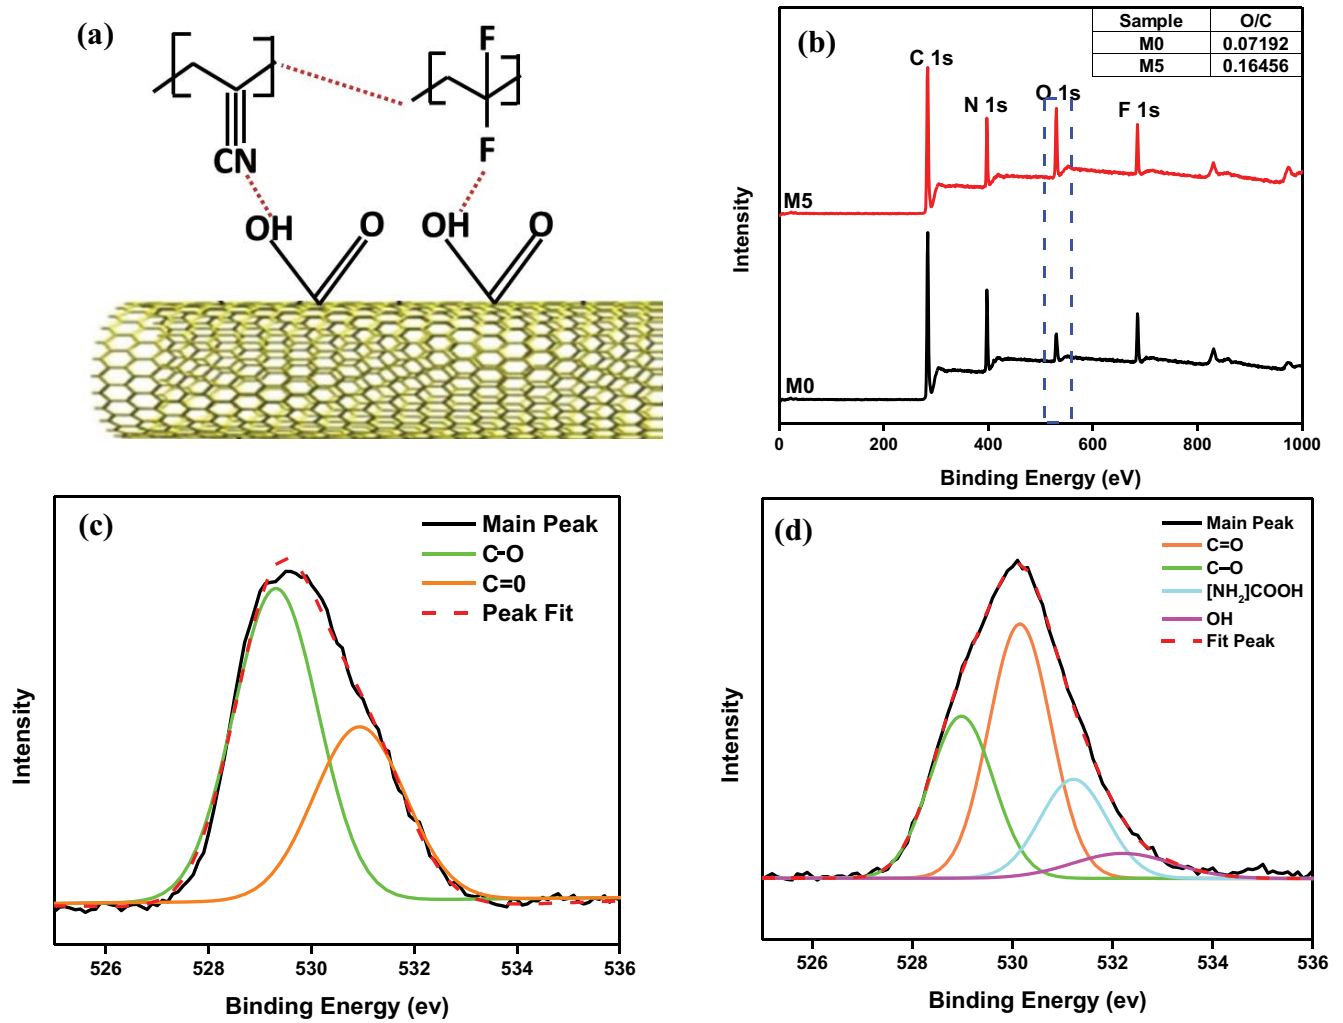 (a)
F
F
CN
OH
O
OH
O
(b)
Sample O/C
M0 0.07192
M5 0.16456
C 1s
N 1s
O 1s
F 1s
M5
M0
Intensity
0 200 400 600 800 1000
Binding Energy (eV)
(c)
Main Peak
C-O
C=0
Peak Fit
Intensity
526 528 530 532 534 536
Binding Energy (ev)
(d)
Main Peak
C=O
C–O
[NH2]COOH
OH
Fit Peak
Intensity
526 528 530 532 534 536
Binding Energy (ev)